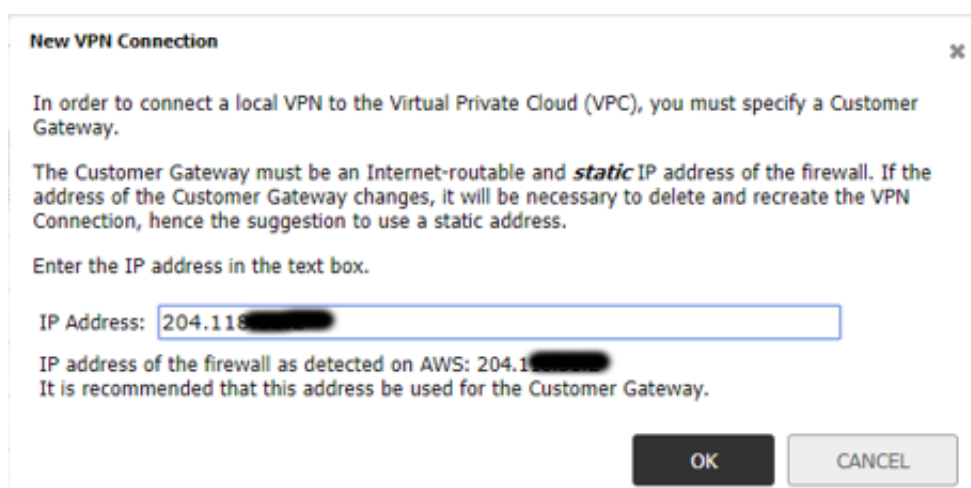 New VPN Connection
In order to connect a local VPN to the Virtual Private Cloud (VPC), you must specify a Customer
Gateway.
The Customer Gateway must be an Internet-routable and static IP address of the firewall. If the
address of the Customer Gateway changes, it will be necessary to delete and recreate the VPN
Connection, hence the suggestion to use a static address.
Enter the IP address in the text box.
IP Address: 204.118
IP address of the firewall as detected on AWS: 204.1
It is recommended that this address be used for the Customer Gateway.
OK CANCEL